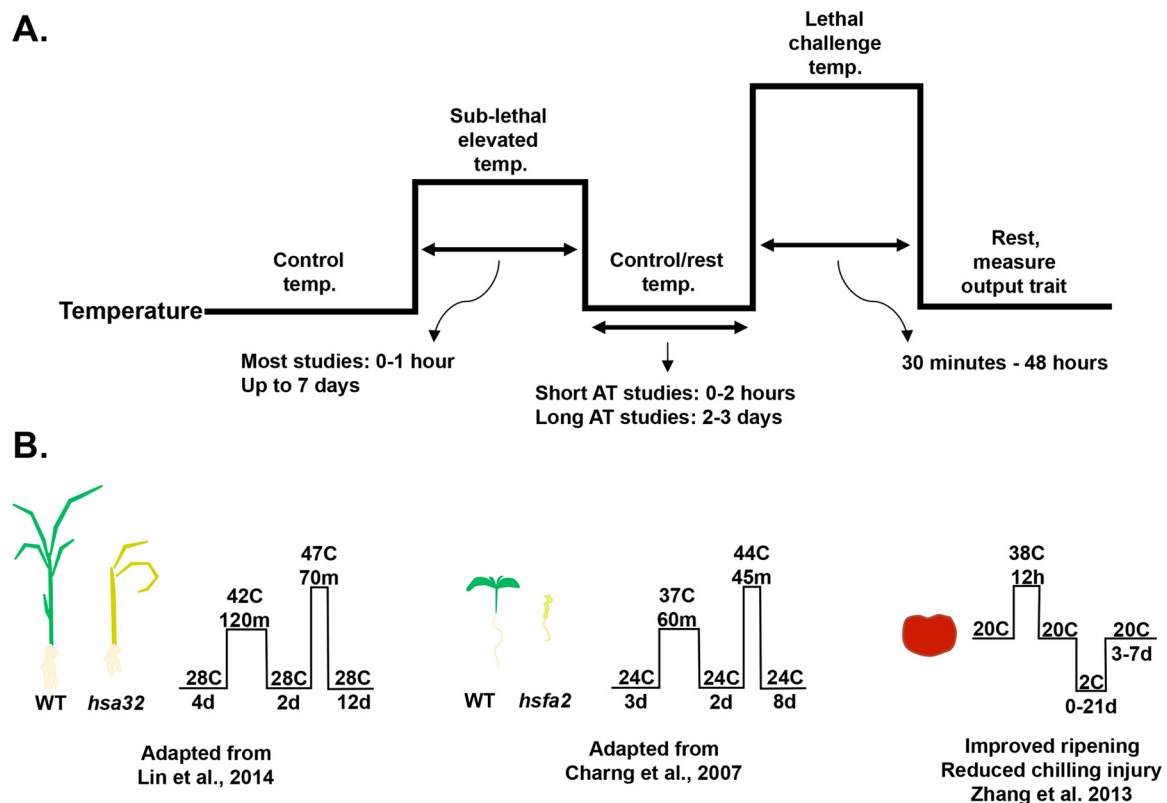 A.
Lethal
challenge
temp.
Sub-lethal
elevated
temp.
Control
temp.
Control/rest
temp.
Rest,
measure
output trait
Temperature
Most studies: 0-1 hour
Up to 7 days
Short AT studies: 0-2 hours
Long AT studies: 2-3 days
30 minutes - 48 hours
B.
WT hsa32
28C
4d
42C
120m
28C
2d
47C
70m
28C
12d
Adapted from
Lin et al., 2014
WT hsfa2
24C
3d
37C
60m
24C
2d
44C
45m
24C
8d
Adapted from
Charng et al., 2007
20C
38C
12h
20C
2C
0-21d
20C
3-7d
Improved ripening
Reduced chilling injury
Zhang et al. 2013